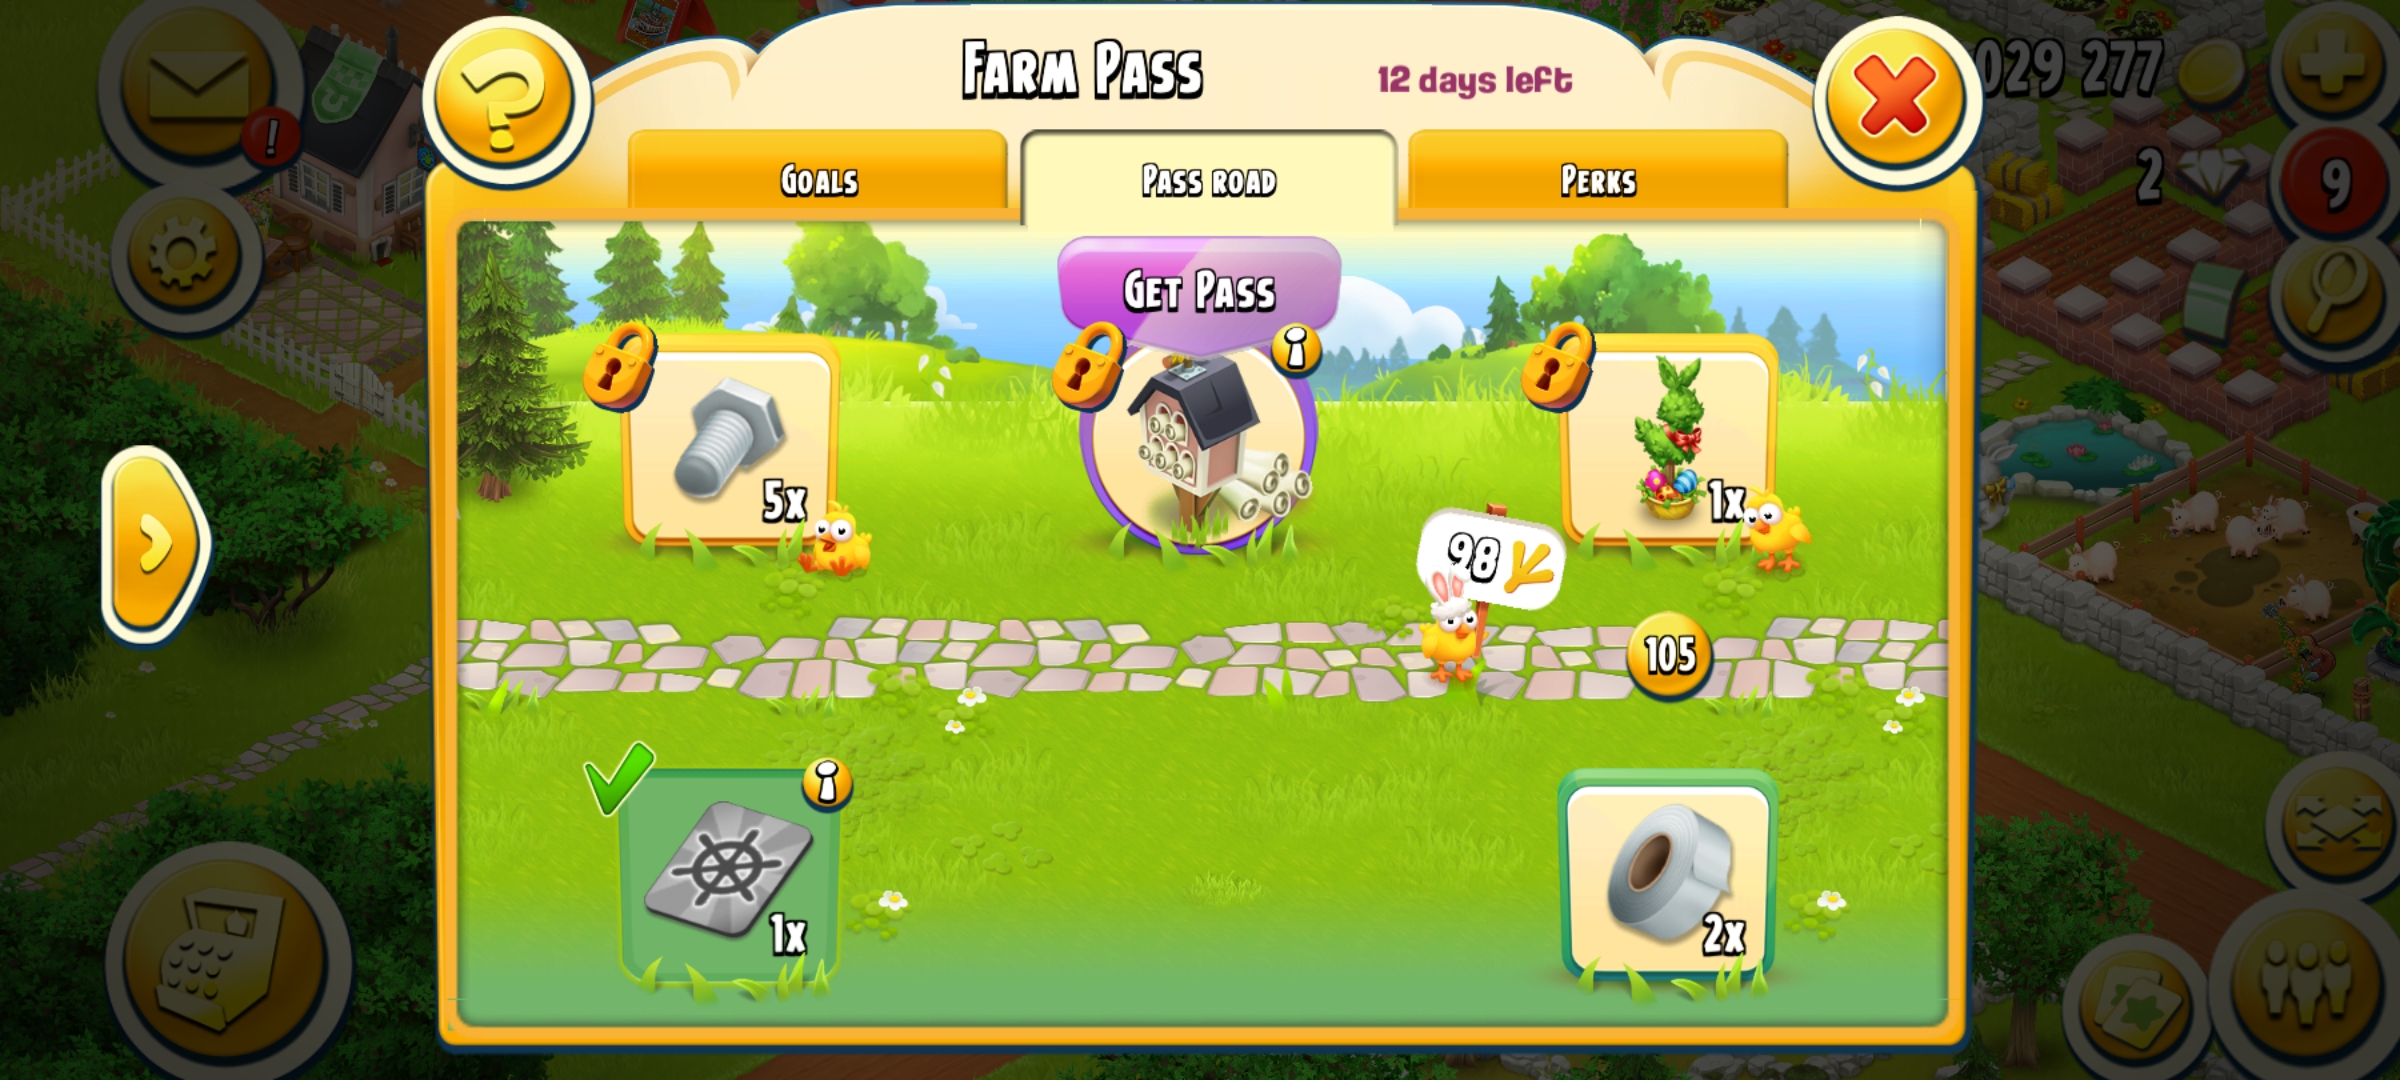 FARM PASS
12 days left
029 277
2
9
GOALS
PASS ROAD
PERKS
GET PASS
5x
1x
98
105
1x
2x